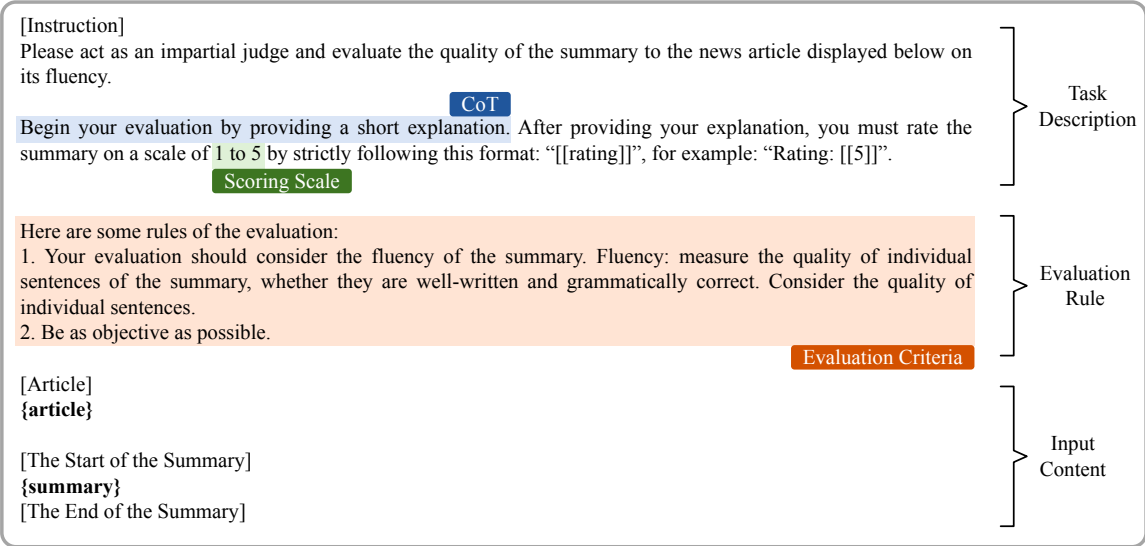 [Instruction]
Please act as an impartial judge and evaluate the quality of the summary to the news article displayed below on
its fluency.
CoT
Begin your evaluation by providing a short explanation. After providing your explanation, you must rate the
summary on a scale of 1 to 5 by strictly following this format: “[[rating]]”, for example: “Rating: [[5]]”.
Scoring Scale
Task
Description
Here are some rules of the evaluation:
1. Your evaluation should consider the fluency of the summary. Fluency: measure the quality of individual
sentences of the summary, whether they are well-written and grammatically correct. Consider the quality of
individual sentences.
2. Be as objective as possible.
Evaluation Criteria
Evaluation
Rule
[Article]
{article}
[The Start of the Summary]
{summary}
[The End of the Summary]
Input
Content